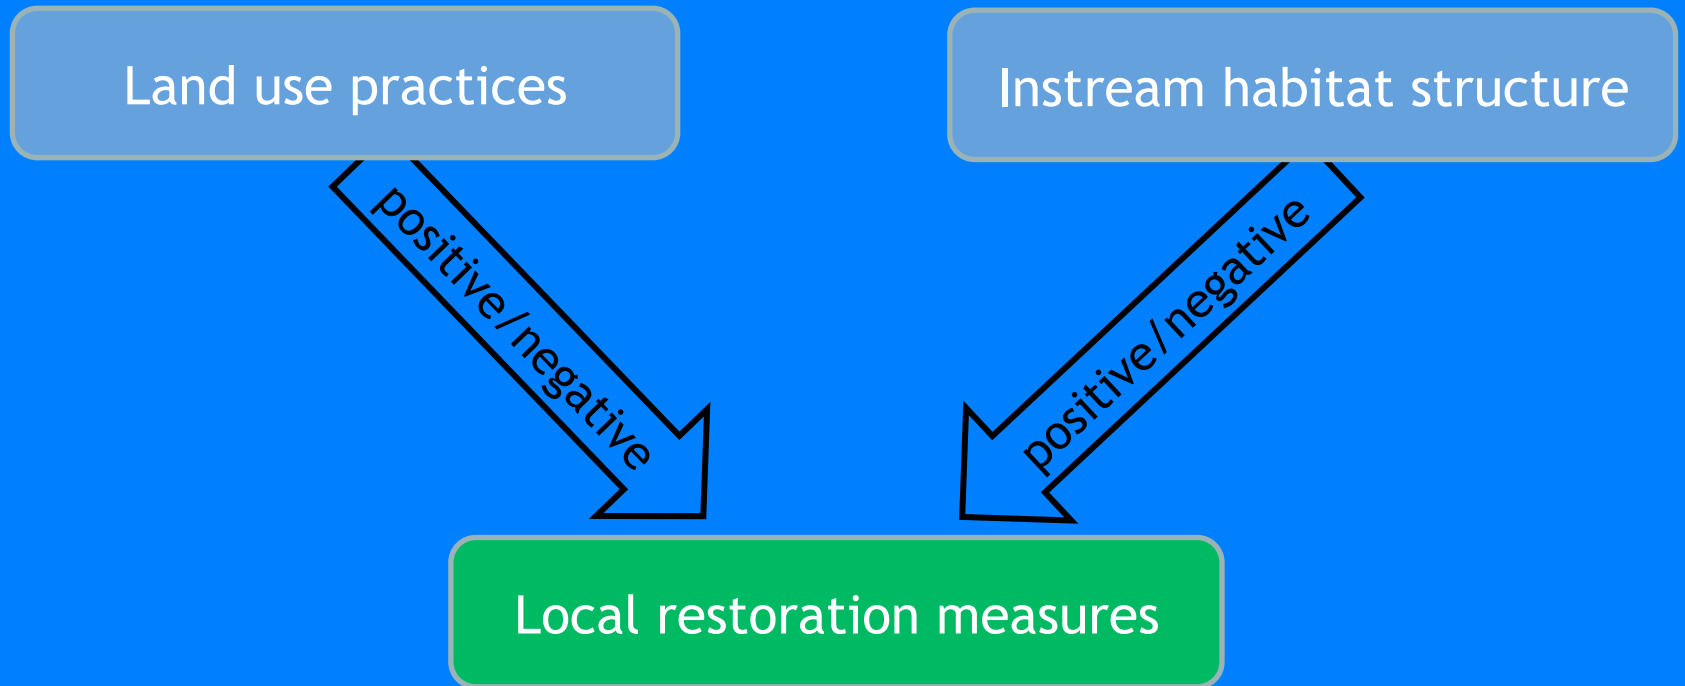 Land use practices
Instream habitat structure
positive/negative
positive/negative
Local restoration measures